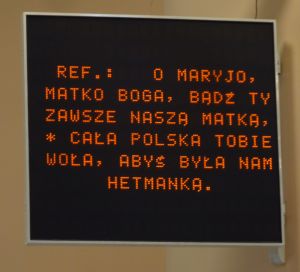 REF.: O MARYJO,
MATKO BOGA, BĄDŹ TY
ZAWSZE NASZĄ MATKĄ,
* CAŁA POLSKA TOBIE
WOŁA, ABYŚ BYŁA NAM
HETMANKĄ.